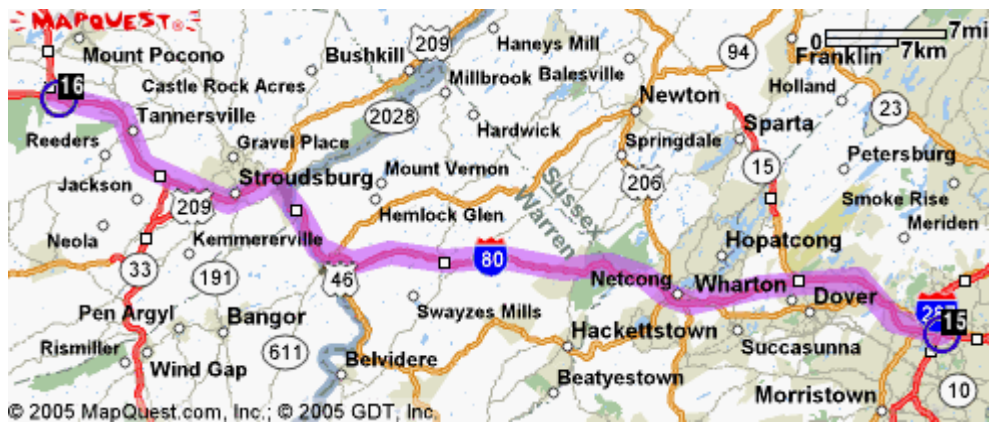 MAPQUEST®
7mi
0
7km
16
Mount Pocono
Bushkill
209
Haneys Mill
94
Franklin
Castle Rock Acres
Millbrook
Balesville
Holland
Tannersville
2028
Newton
23
Reeders
Gravel Place
Hardwick
Springdale
Sparta
Petersburg
Jackson
Stroudsburg
Mount Vernon
206
15
209
Hemlock Glen
Sussex
Warren
Smoke Rise
Neola
Kemmererville
Hopatcong
Meriden
33
191
46
80
Netcong
Wharton
Dover
287
15
Pen Argyl
Bangor
Swayzes Mills
Hackettstown
Succasunna
Rismiller
Wind Gap
611
Belvidere
Beatyestown
Morristown
10
© 2005 MapQuest.com, Inc.; © 2005 GDT, Inc.